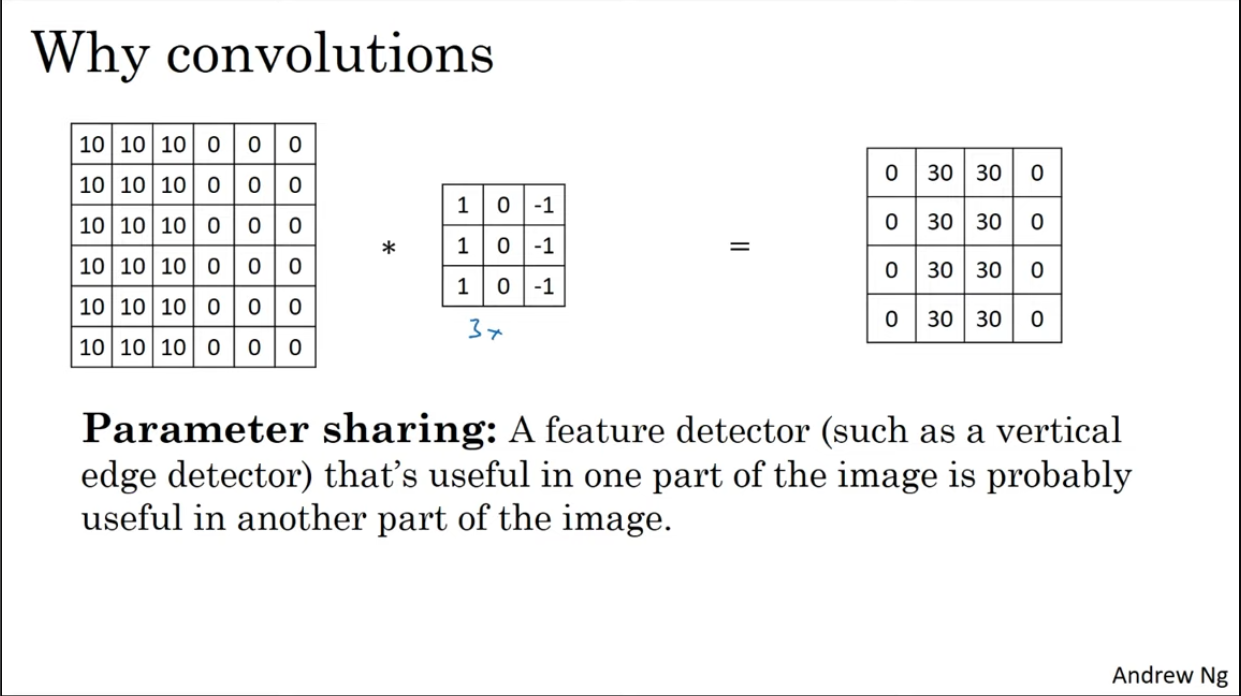 Why convolutions
10 10 10 0 0 0
10 10 10 0 0 0
10 10 10 0 0 0
10 10 10 0 0 0
10 10 10 0 0 0
10 10 10 0 0 0
*
1 0 -1
1 0 -1
1 0 -1
3×
=
0 30 30 0
0 30 30 0
0 30 30 0
0 30 30 0
Parameter sharing: A feature detector (such as a vertical
edge detector) that’s useful in one part of the image is probably
useful in another part of the image.
Andrew Ng